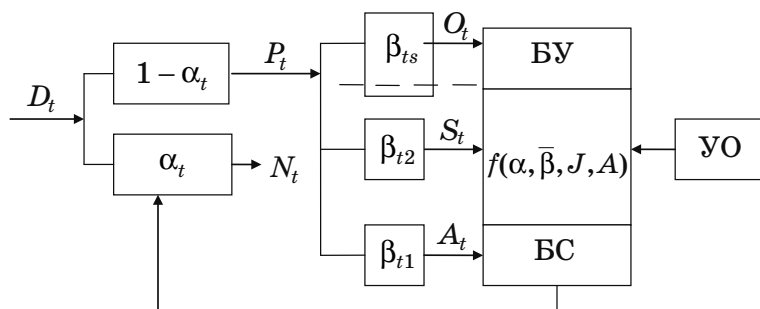 D_t
1 − α_t
P_t
α_t
N_t
β_ts
O_t
БУ
β_t2
S_t
f(α, β̅, J, A)
УО
β_t1
A_t
БС